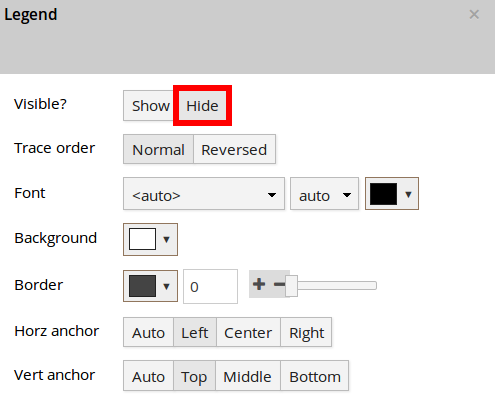 Legend ×
Visible? Show Hide
Trace order Normal Reversed
Font <auto> auto
Background
Border 0 + −
Horz anchor Auto Left Center Right
Vert anchor Auto Top Middle Bottom